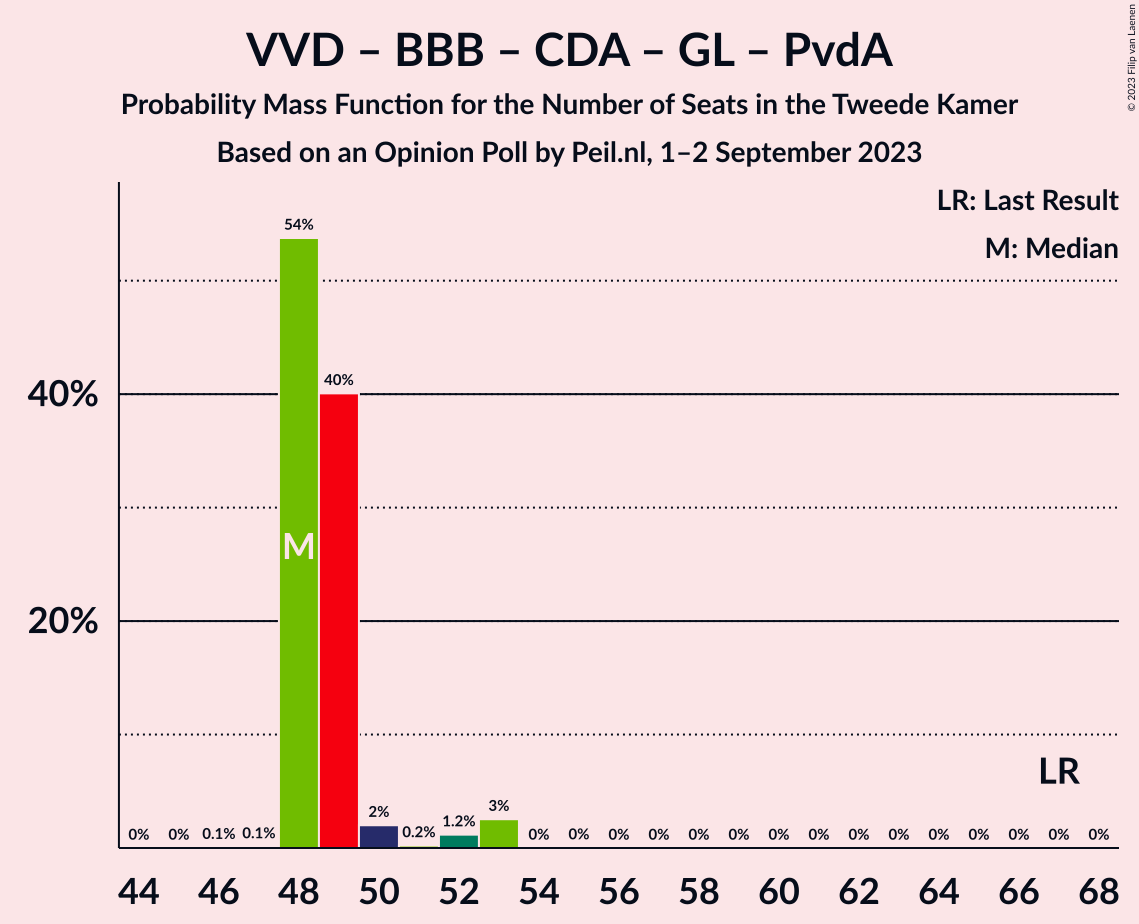 VVD – BBB – CDA – GL – PvdA
Probability Mass Function for the Number of Seats in the Tweede Kamer
Based on an Opinion Poll by Peil.nl, 1–2 September 2023
© 2023 Filip van Laenen
LR: Last Result
M: Median
54%
40%
40%
M
20%
LR
0% 0% 0.1% 0.1% 2% 0.2% 1.2% 3% 0% 0% 0% 0% 0% 0% 0% 0% 0% 0% 0% 0% 0% 0% 0%
44 46 48 50 52 54 56 58 60 62 64 66 68